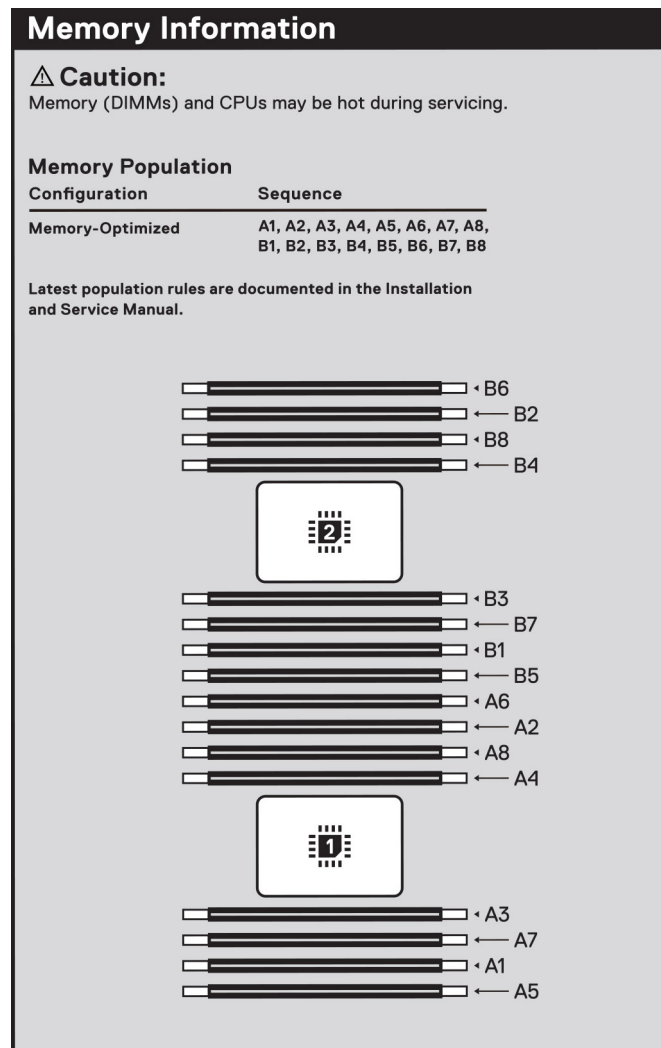 Memory Information
⚠ Caution:
Memory (DIMMs) and CPUs may be hot during servicing.
Memory Population
Configuration Sequence
Memory-Optimized A1, A2, A3, A4, A5, A6, A7, A8,
B1, B2, B3, B4, B5, B6, B7, B8
Latest population rules are documented in the Installation
and Service Manual.
B6
B2
B8
B4
2
B3
B7
B1
B5
A6
A2
A8
A4
1
A3
A7
A1
A5